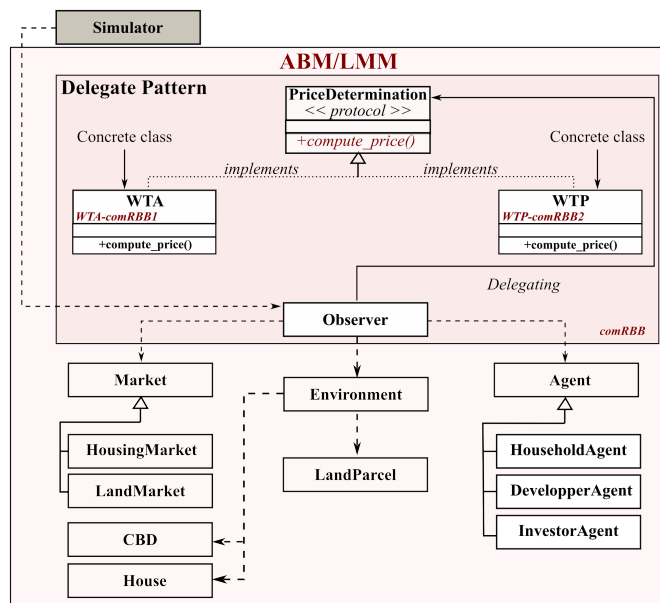 Simulator
ABM/LMM
Delegate Pattern
PriceDetermination
<< protocol >>
+compute_price()
Concrete class
Concrete class
implements
implements
WTA
WTA-comRBB1
+compute_price()
WTP
WTP-comRBB2
+compute_price()
Delegating
Observer
comRBB
Market
Environment
Agent
HousingMarket
LandMarket
LandParcel
HouseholdAgent
DevelopperAgent
InvestorAgent
CBD
House